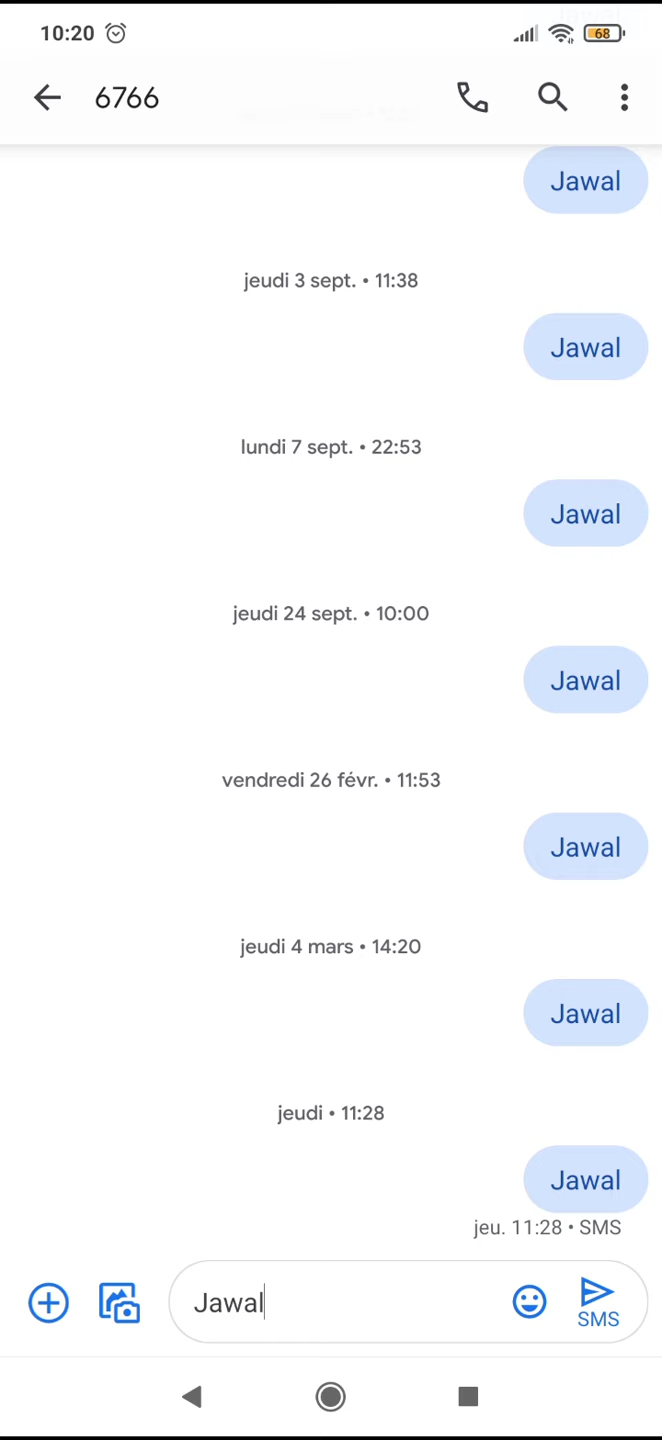 10:20
68
6766
Jawal
jeudi 3 sept. • 11:38
Jawal
lundi 7 sept. • 22:53
Jawal
jeudi 24 sept. • 10:00
Jawal
vendredi 26 févr. • 11:53
Jawal
jeudi 4 mars • 14:20
Jawal
jeudi • 11:28
Jawal
jeu. 11:28 • SMS
Jawal
SMS